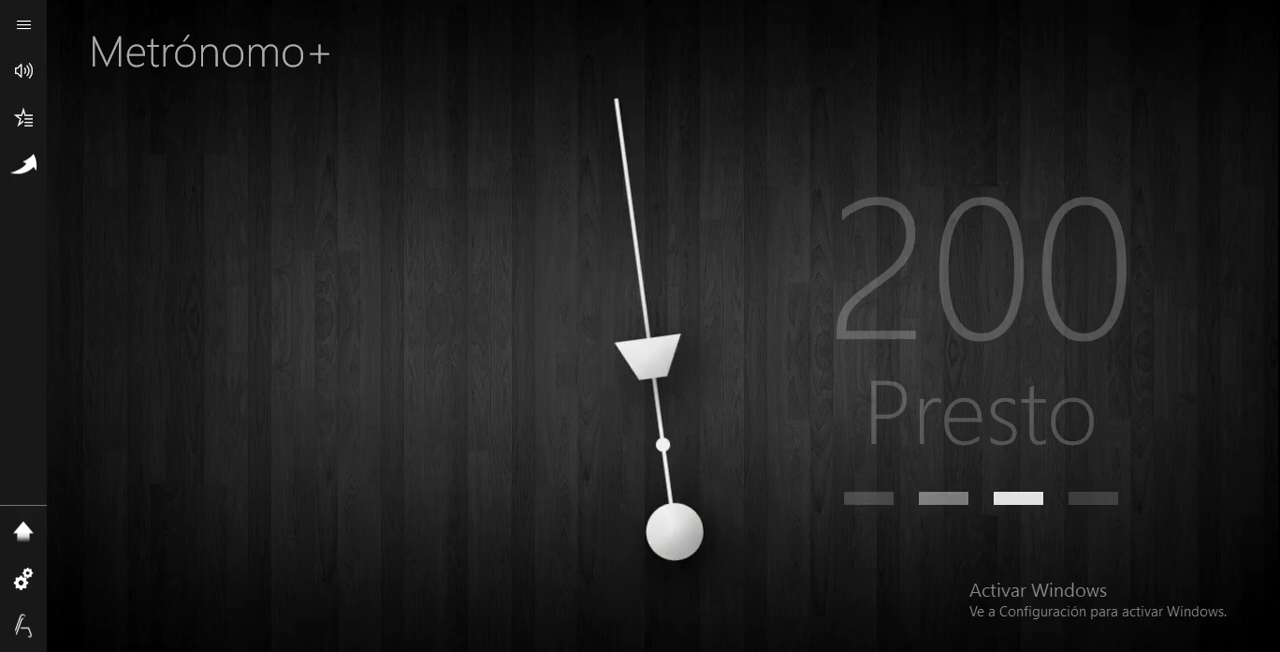 Metrónomo+
200
Presto
Activar Windows
Ve a Configuración para activar Windows.